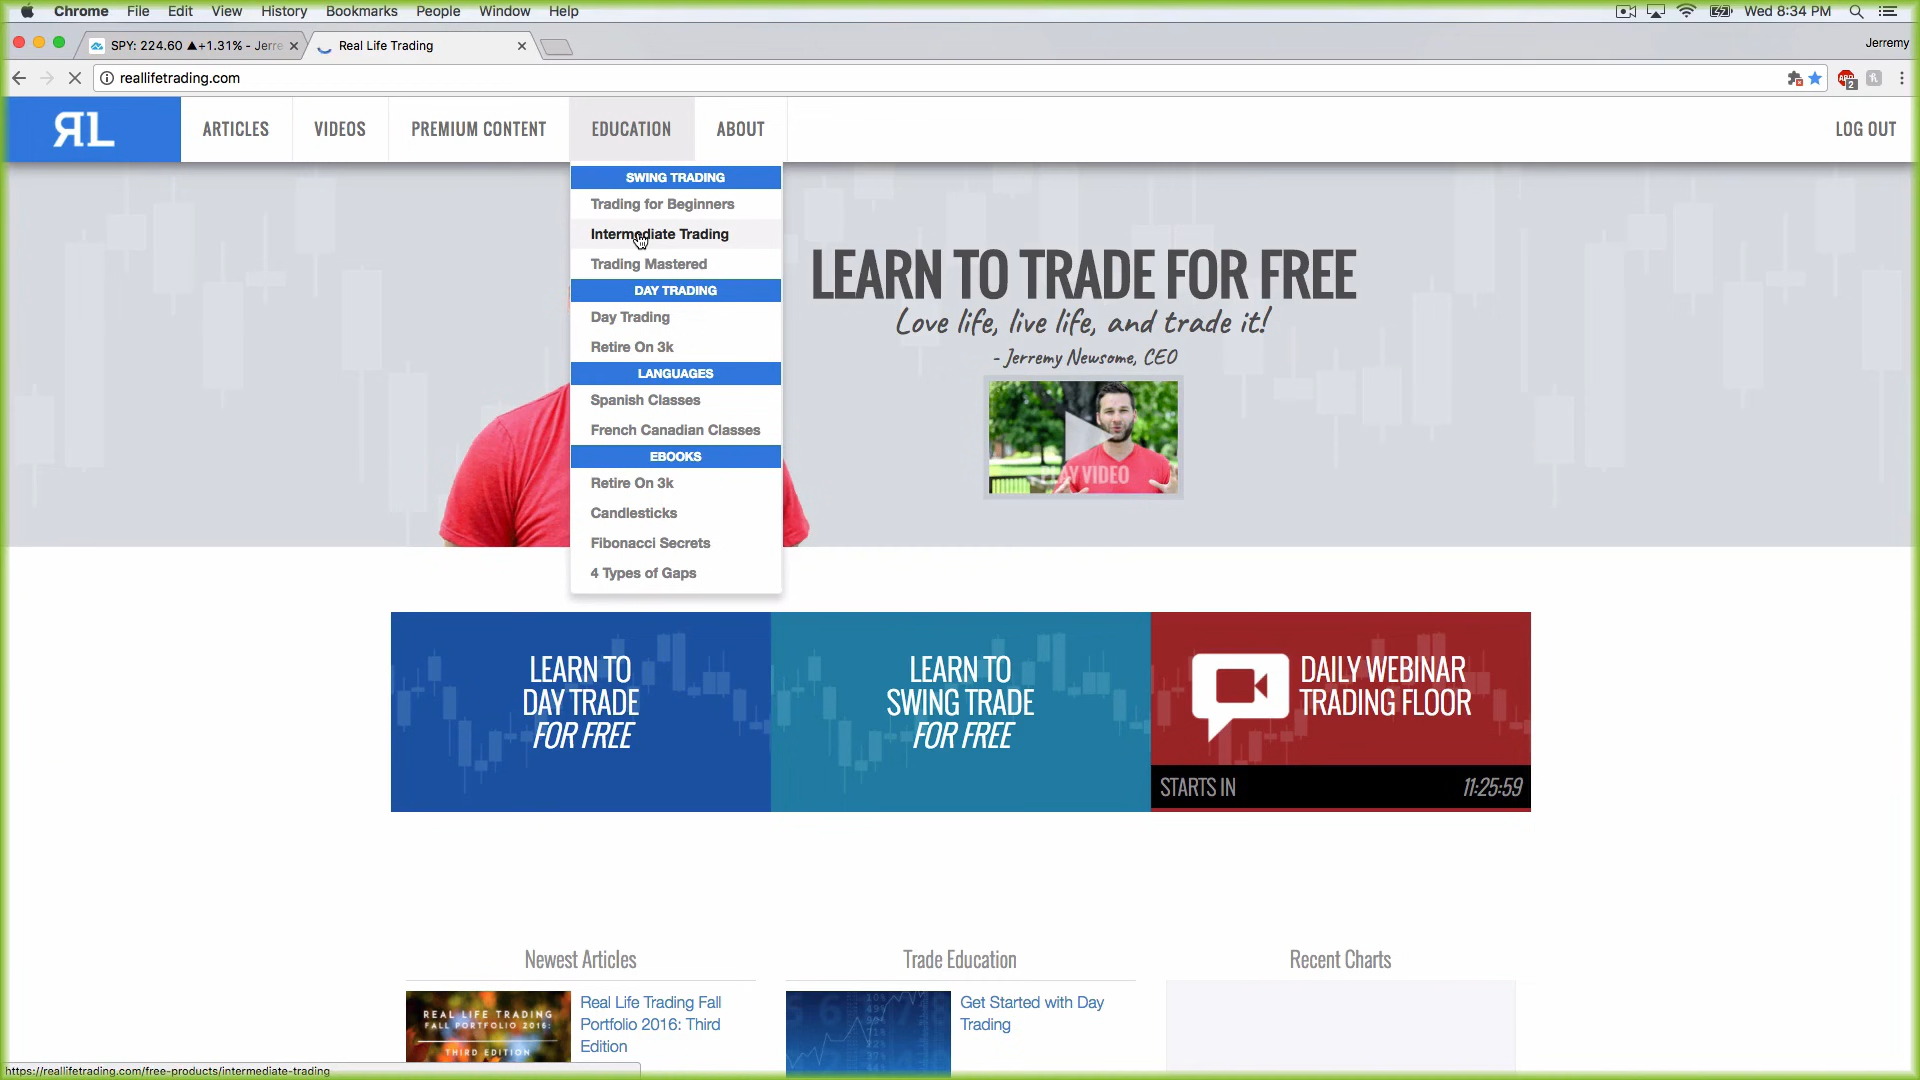 Chrome File Edit View History Bookmarks People Window Help Wed 8:34 PM
SPY: 224.60 ▲+1.31% - Jerre
Real Life Trading
Jerremy
reallifetrading.com
ABP
2
RL
ARTICLES
VIDEOS
PREMIUM CONTENT
EDUCATION
ABOUT
LOG OUT
SWING TRADING
Trading for Beginners
Intermediate Trading
Trading Mastered
DAY TRADING
Day Trading
Retire On 3k
LANGUAGES
Spanish Classes
French Canadian Classes
EBOOKS
Retire On 3k
Candlesticks
Fibonacci Secrets
4 Types of Gaps
LEARN TO TRADE FOR FREE
Love life, live life, and trade it!
- Jerremy Newsome, CEO
PLAY VIDEO
LEARN TO
DAY TRADE
FOR FREE
LEARN TO
SWING TRADE
FOR FREE
DAILY WEBINAR
TRADING FLOOR
STARTS IN
11:25:59
Newest Articles
REAL LIFE TRADING
FALL PORTFOLIO 2016:
THIRD EDITION
Real Life Trading Fall
Portfolio 2016: Third
Edition
Trade Education
Get Started with Day
Trading
Recent Charts
https://reallifetrading.com/free-products/intermediate-trading